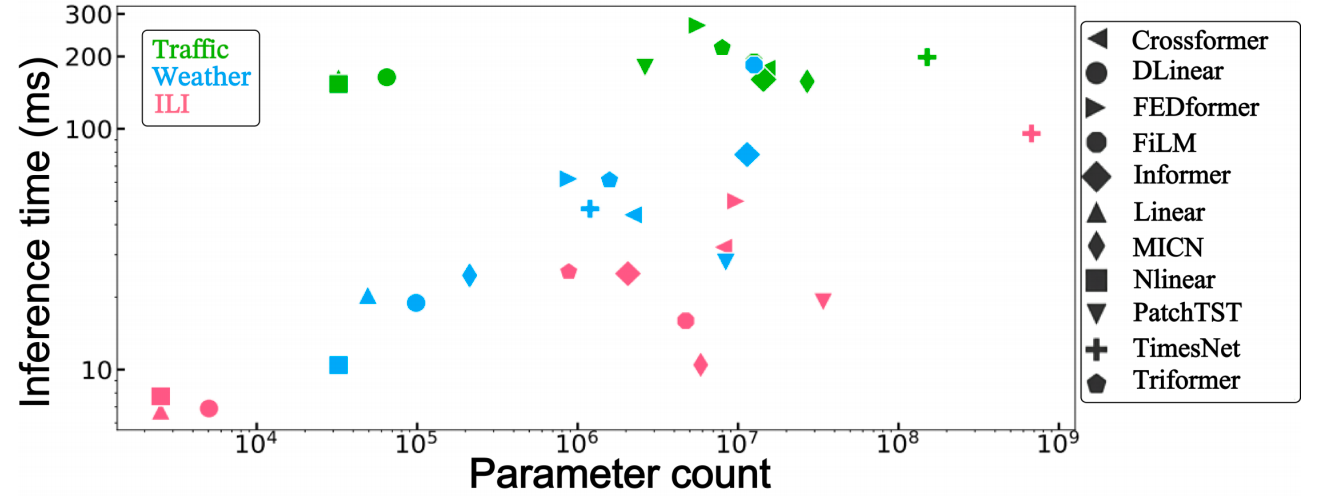 300
200
100
10
Inference time (ms)
Traffic
Weather
ILI
10^4
10^5
10^6
10^7
10^8
10^9
Parameter count
Crossformer
DLinear
FEDformer
FiLM
Informer
Linear
MICN
Nlinear
PatchTST
TimesNet
Triformer